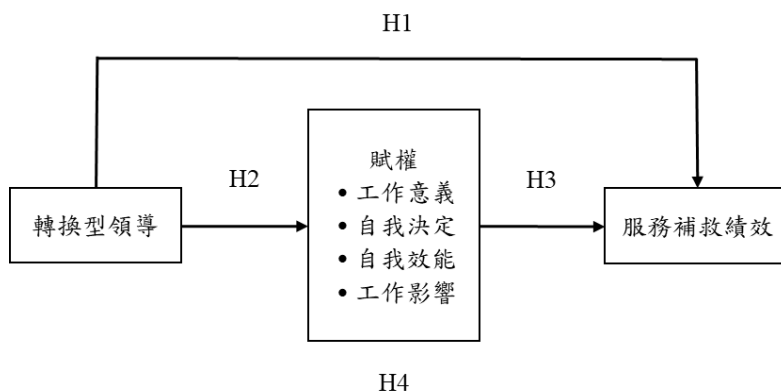 H1
賦權
H2
H3
• 工作意義
轉換型領導
• 自我決定
服務補救績效
• 自我效能
• 工作影響
H4